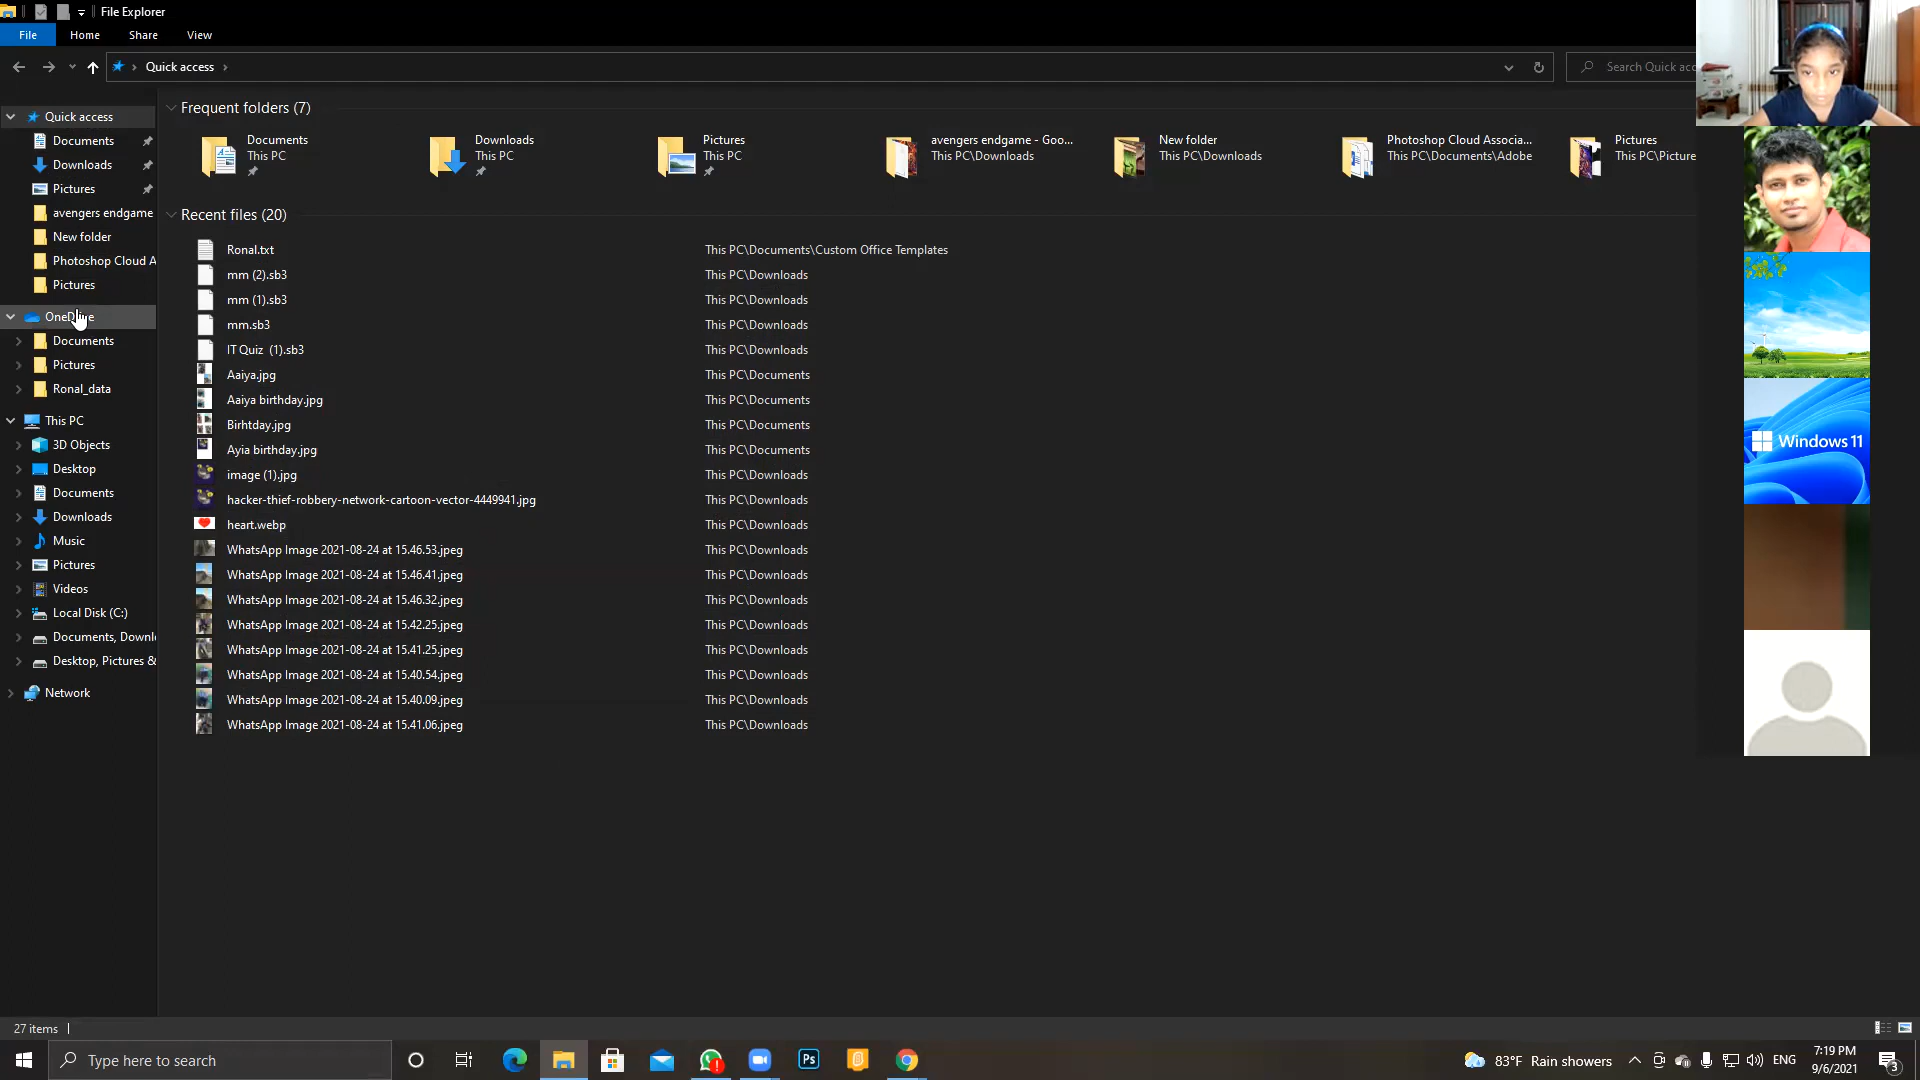 File Explorer
File Home Share View
Quick access
Search Quick acc
Quick access
Documents
Downloads
Pictures
avengers endgame
New folder
Photoshop Cloud A
Pictures
OneDrive
Documents
Pictures
Ronal_data
This PC
3D Objects
Desktop
Documents
Downloads
Music
Pictures
Videos
Local Disk (C:)
Documents, Downl
Desktop, Pictures &
Network
Frequent folders (7)
Documents
This PC
Downloads
This PC
Pictures
This PC
avengers endgame - Goo...
This PC\Downloads
New folder
This PC\Downloads
Photoshop Cloud Associa...
This PC\Documents\Adobe
Pictures
This PC\Picture
Recent files (20)
Ronal.txt This PC\Documents\Custom Office Templates
mm (2).sb3 This PC\Downloads
mm (1).sb3 This PC\Downloads
mm.sb3 This PC\Downloads
IT Quiz (1).sb3 This PC\Downloads
Aaiya.jpg This PC\Documents
Aaiya birthday.jpg This PC\Documents
Birhtday.jpg This PC\Documents
Ayia birthday.jpg This PC\Documents
image (1).jpg This PC\Downloads
hacker-thief-robbery-network-cartoon-vector-4449941.jpg This PC\Downloads
heart.webp This PC\Downloads
WhatsApp Image 2021-08-24 at 15.46.53.jpeg This PC\Downloads
WhatsApp Image 2021-08-24 at 15.46.41.jpeg This PC\Downloads
WhatsApp Image 2021-08-24 at 15.46.32.jpeg This PC\Downloads
WhatsApp Image 2021-08-24 at 15.42.25.jpeg This PC\Downloads
WhatsApp Image 2021-08-24 at 15.41.25.jpeg This PC\Downloads
WhatsApp Image 2021-08-24 at 15.40.54.jpeg This PC\Downloads
WhatsApp Image 2021-08-24 at 15.40.09.jpeg This PC\Downloads
WhatsApp Image 2021-08-24 at 15.41.06.jpeg This PC\Downloads
Windows 11
27 items
Type here to search
Ps
83°F Rain showers
ENG
7:19 PM
9/6/2021
3